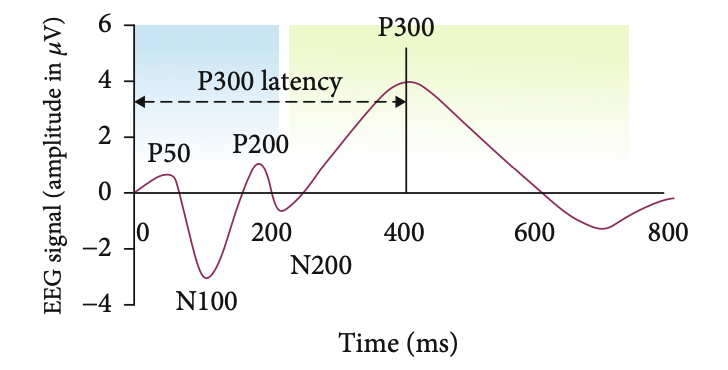 EEG signal (amplitude in μV)
6
4
2
0
−2
−4
P300
P300 latency
P50
P200
N100
N200
0
200
400
600
800
Time (ms)